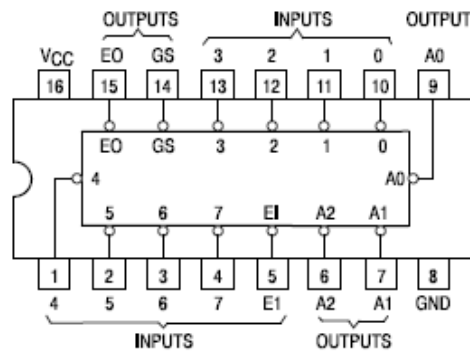 OUTPUTS INPUTS OUTPUT
VCC EO GS 3 2 1 0 A0
16 15 14 13 12 11 10 9
EO GS 3 2 1 0
4 A0
5 6 7 EI A2 A1
1 2 3 4 5 6 7 8
4 5 6 7 E1 A2 A1 GND
INPUTS OUTPUTS